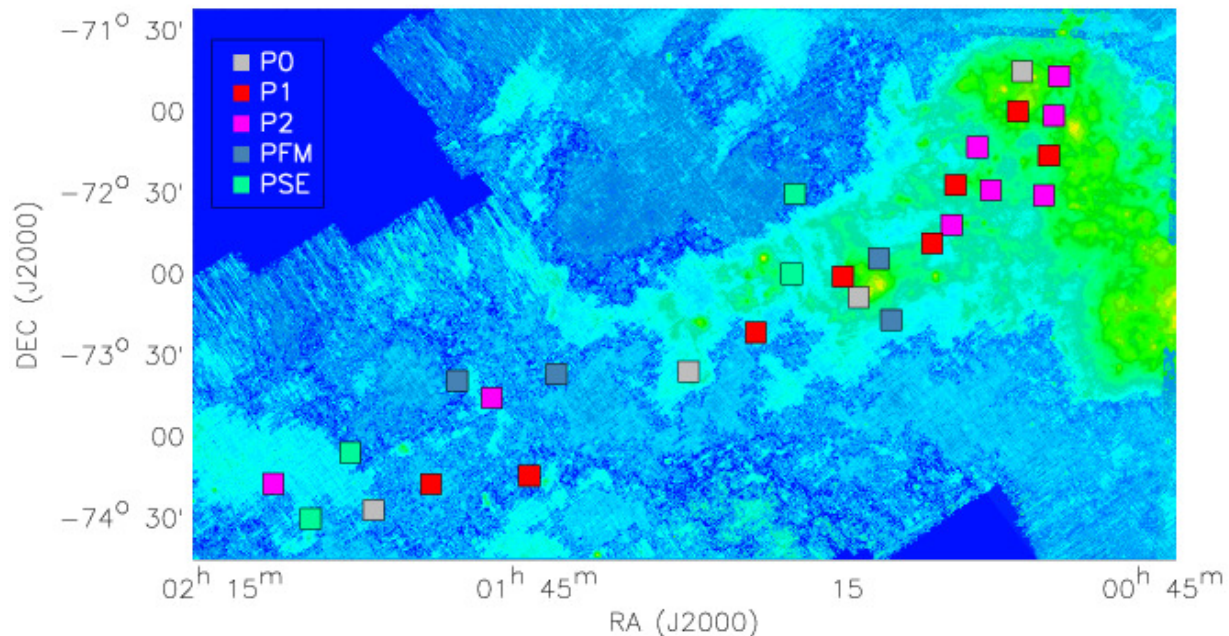 −71° 30'
00
−72° 30'
00
−73° 30'
00
−74° 30'
DEC (J2000)
P0
P1
P2
PFM
PSE
02ʰ 15ᵐ
01ʰ 45ᵐ
15
00ʰ 45ᵐ
RA (J2000)